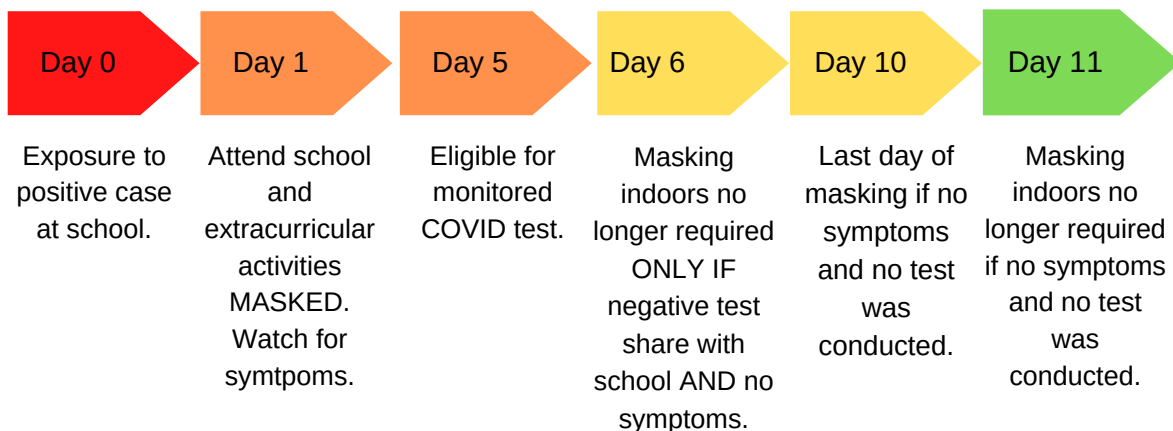 Day 0
Exposure to
positive case
at school.
Day 1
Attend school
and
extracurricular
activities
MASKED.
Watch for
symtpoms.
Day 5
Eligible for
monitored
COVID test.
Day 6
Masking
indoors no
longer required
ONLY IF
negative test
share with
school AND no
symptoms.
Day 10
Last day of
masking if no
symptoms
and no test
was
conducted.
Day 11
Masking
indoors no
longer required
if no symptoms
and no test
was
conducted.